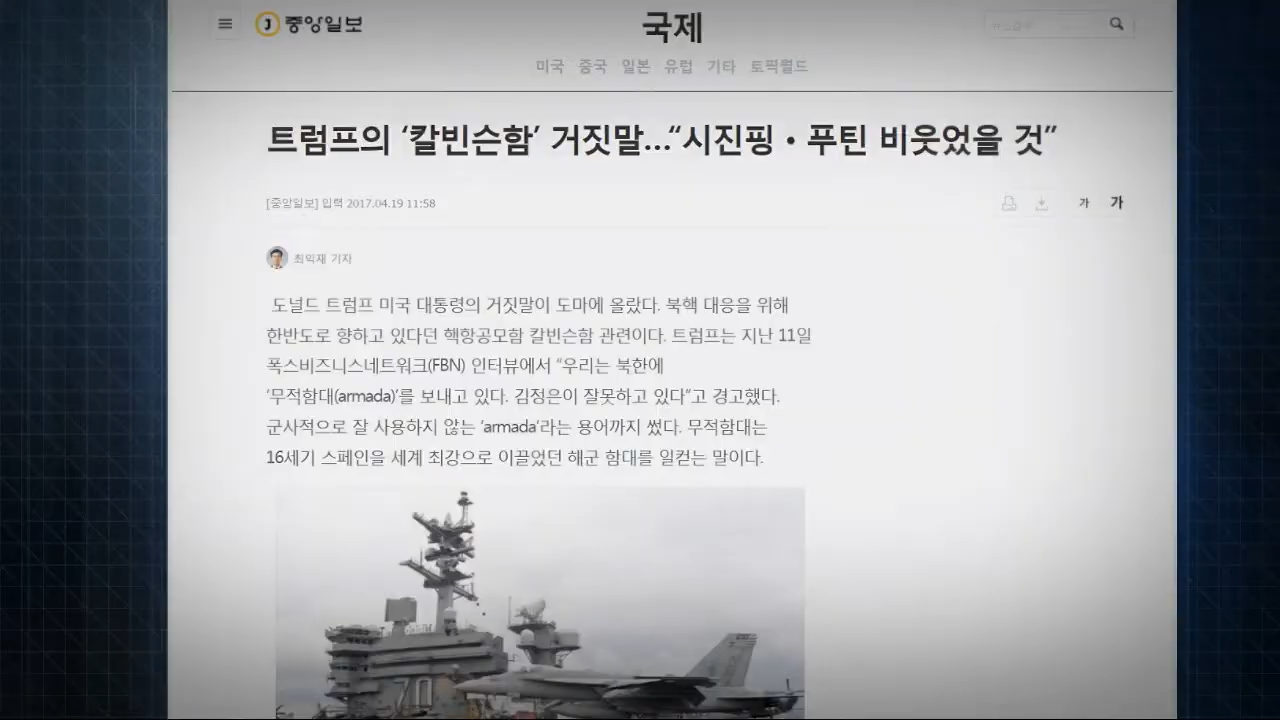 중앙일보
국제
미국 중국 일본 유럽 기타 토픽월드
트럼프의 ‘칼빈슨함’ 거짓말…“시진핑·푸틴 비웃었을 것”
[중앙일보] 입력 2017.04.19 11:58
가 가
최익재 기자
도널드 트럼프 미국 대통령의 거짓말이 도마에 올랐다. 북핵 대응을 위해
한반도로 향하고 있다던 핵항공모함 칼빈슨함 관련이다. 트럼프는 지난 11일
폭스비즈니스네트워크(FBN) 인터뷰에서 “우리는 북한에
‘무적함대(armada)’를 보내고 있다. 김정은이 잘못하고 있다”고 경고했다.
군사적으로 잘 사용하지 않는 ‘armada’라는 용어까지 썼다. 무적함대는
16세기 스페인을 세계 최강으로 이끌었던 해군 함대를 일컫는 말이다.